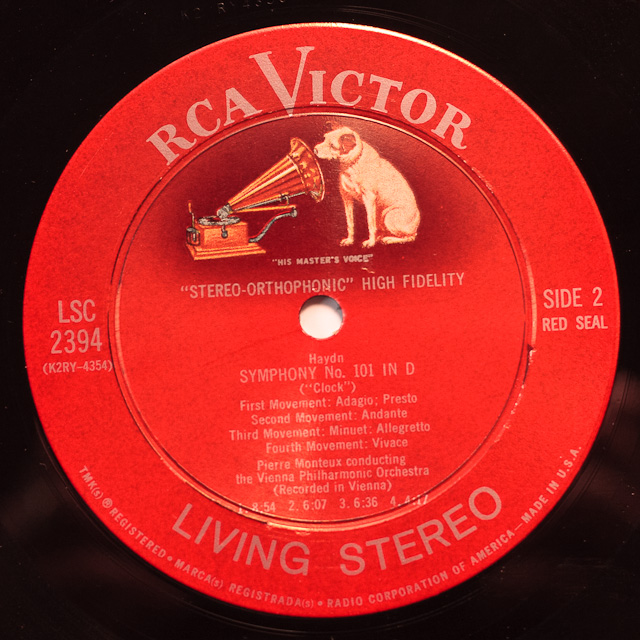 RCA VICTOR
"HIS MASTER'S VOICE"
"STEREO-ORTHOPHONIC" HIGH FIDELITY
LSC
2394
(K2RY-4354)
SIDE 2
RED SEAL
Haydn
SYMPHONY No. 101 IN D
("Clock")
First Movement: Adagio; Presto
Second Movement: Andante
Third Movement: Minuet: Allegretto
Fourth Movement: Vivace
Pierre Monteux conducting
the Vienna Philharmonic Orchestra
(Recorded in Vienna)
1. 8:54 2. 6:07 3. 6:36 4. 4:17
LIVING STEREO
TMK(s) ® REGISTERED • MARCA(s) REGISTRADA(s) • RADIO CORPORATION OF AMERICA—MADE IN U.S.A.